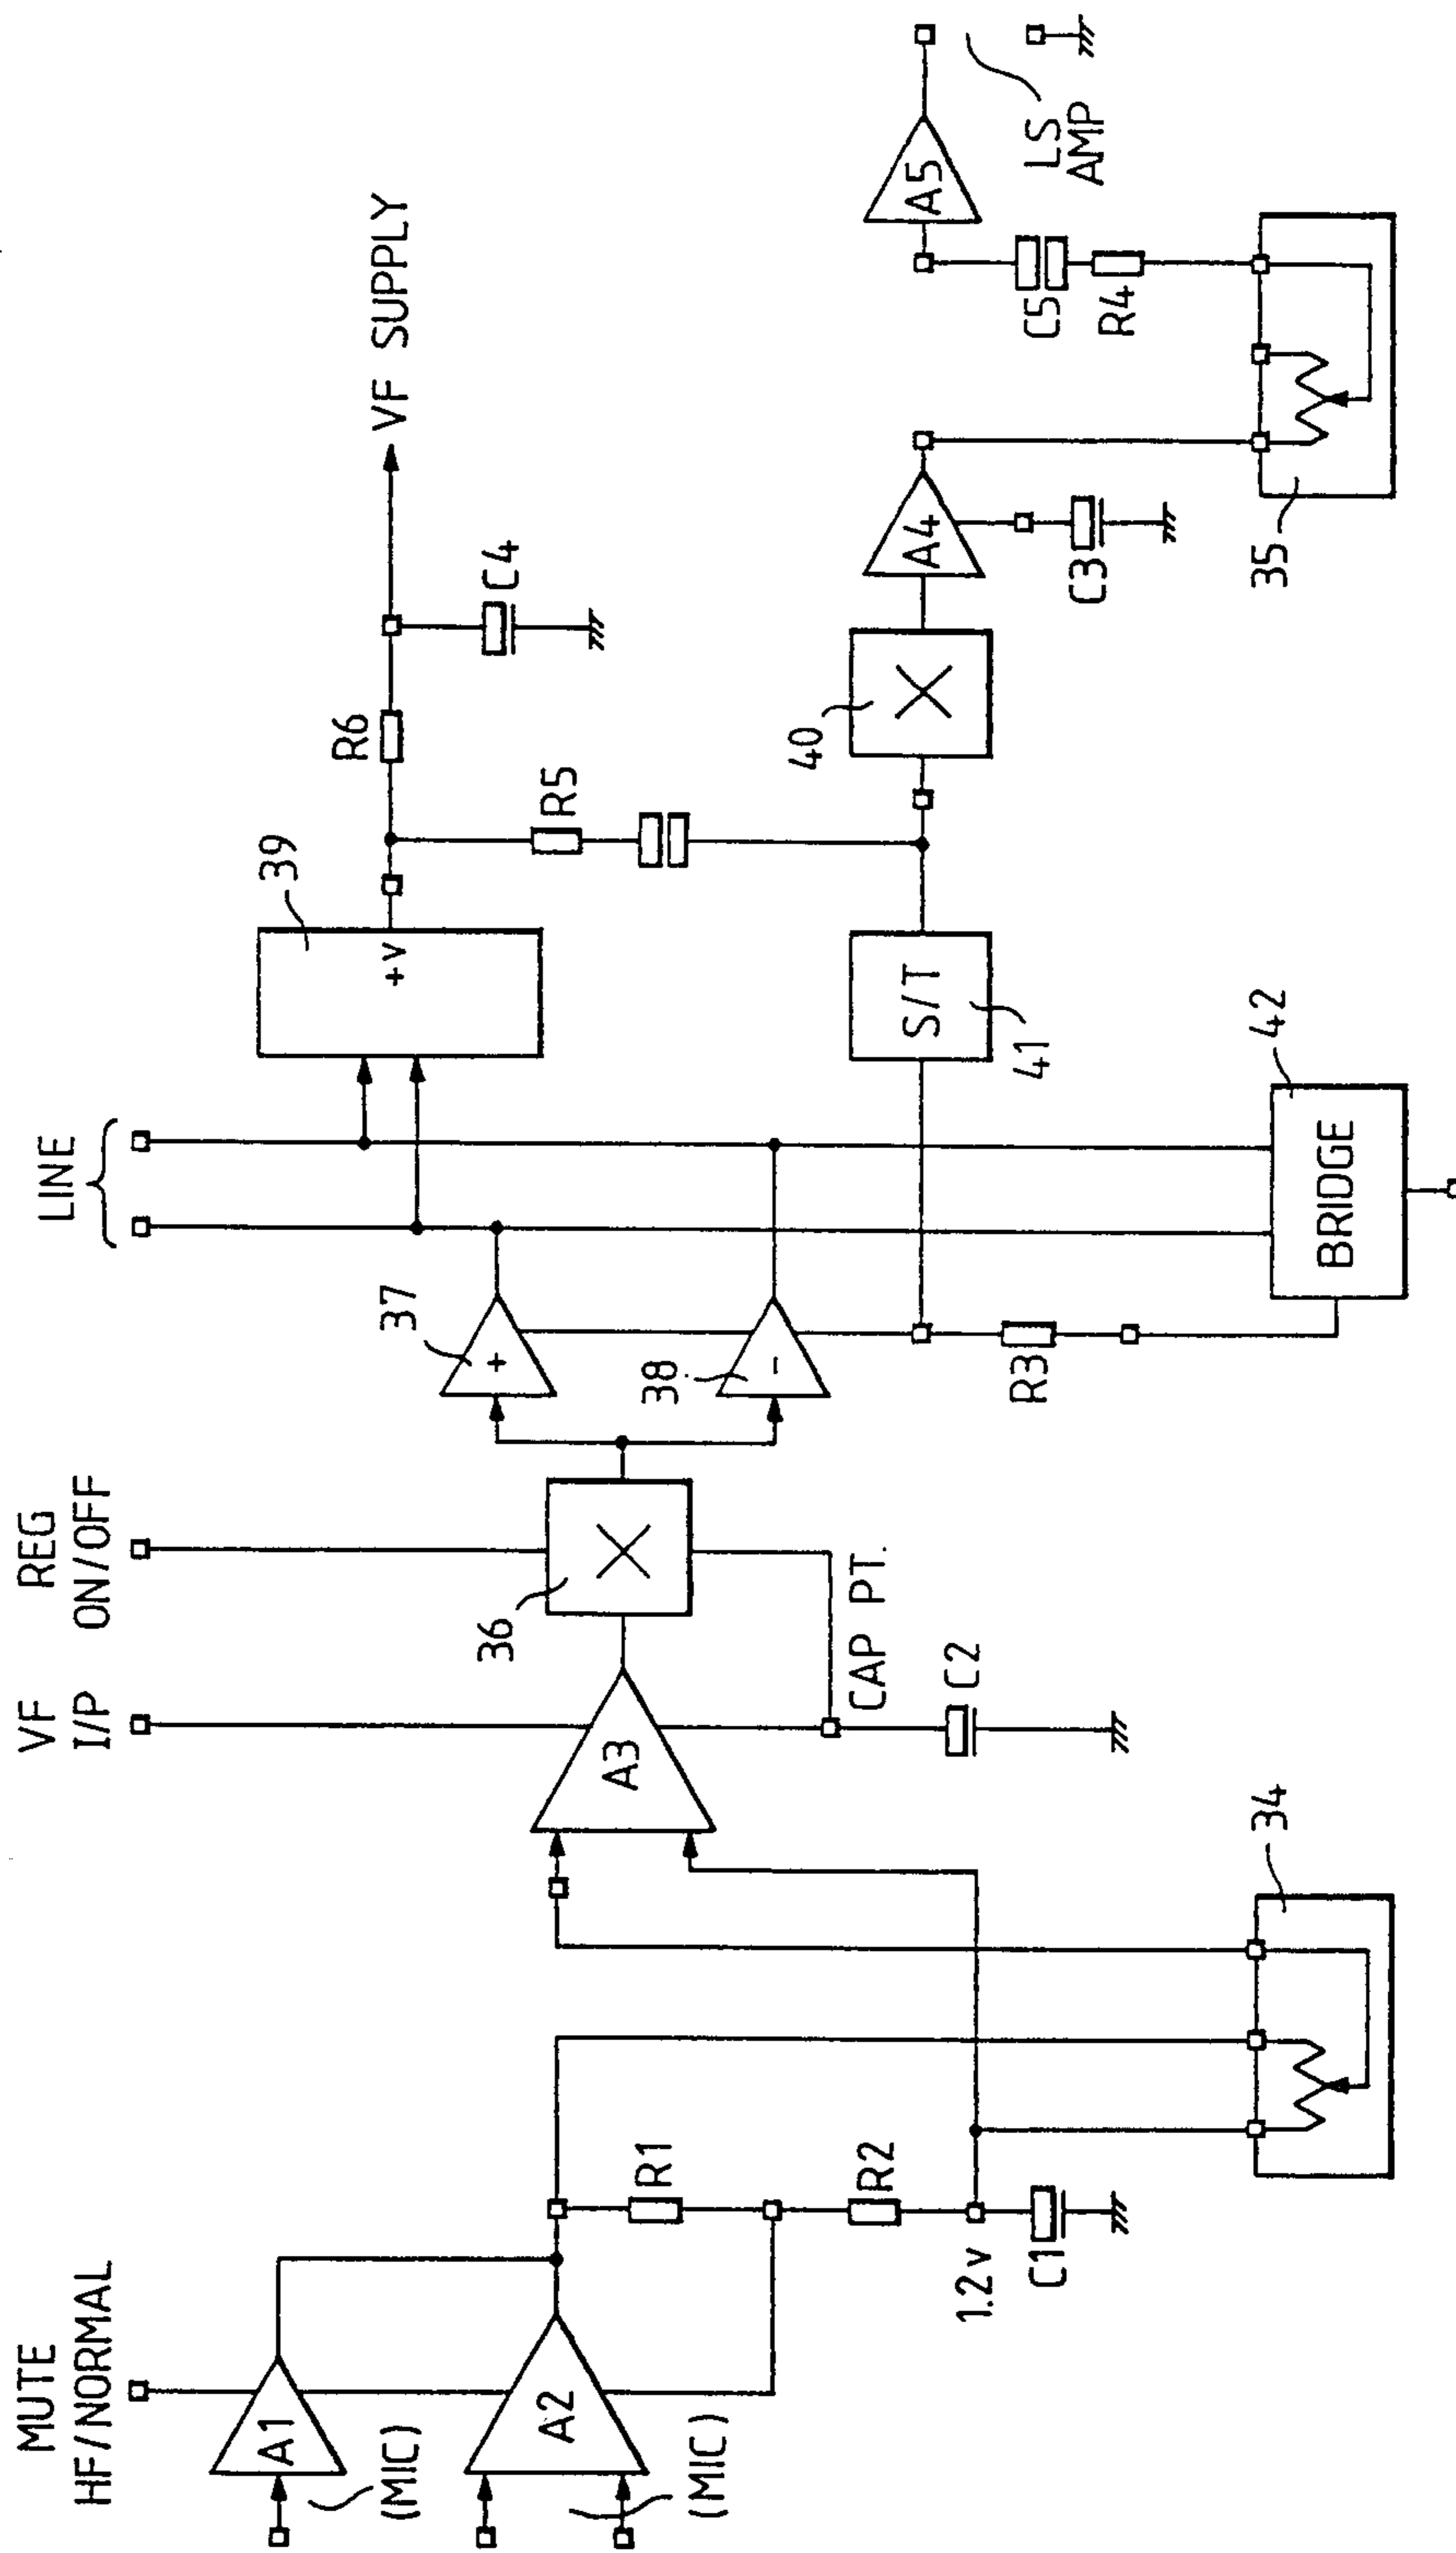 MUTE
HF/NORMAL
VF
I/P
REG
ON/OFF
LINE
A1
(MIC)
A2
(MIC)
R1
R2
1.2v
C1
34
A3
CAP PT.
C2
36
37
+
38
-
R3
BRIDGE
42
39
+v
S/T
41
R5
R6
C4
VF SUPPLY
40
A4
C3
35
A5
C5
R4
LS
AMP